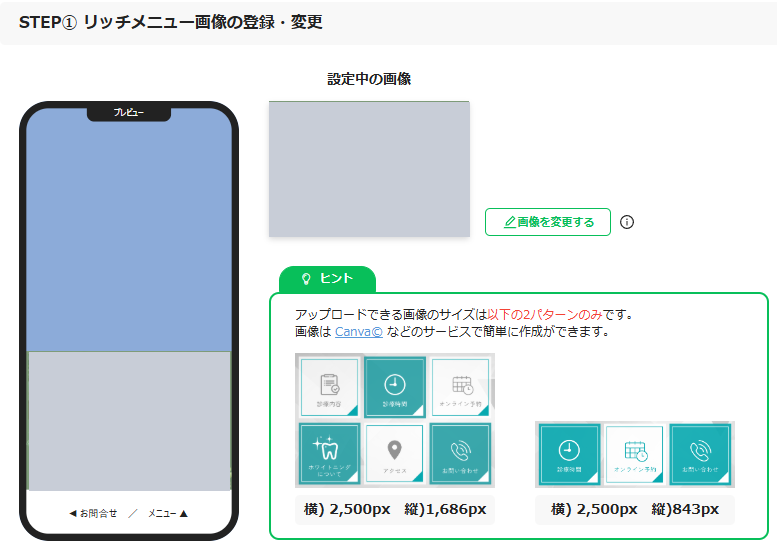 STEP① リッチメニュー画像の登録・変更
設定中の画像
プレビュー
画像を変更する
ヒント
アップロードできる画像のサイズは以下の2パターンのみです。
画像は Canva© などのサービスで簡単に作成ができます。
診療内容
診療時間
オンライン予約
ホワイトニング
について
アクセス
お問い合わせ
診療時間
オンライン予約
お問い合わせ
横) 2,500px 縦)1,686px
横) 2,500px 縦)843px
◀ お問合せ ／ メニュー ▲